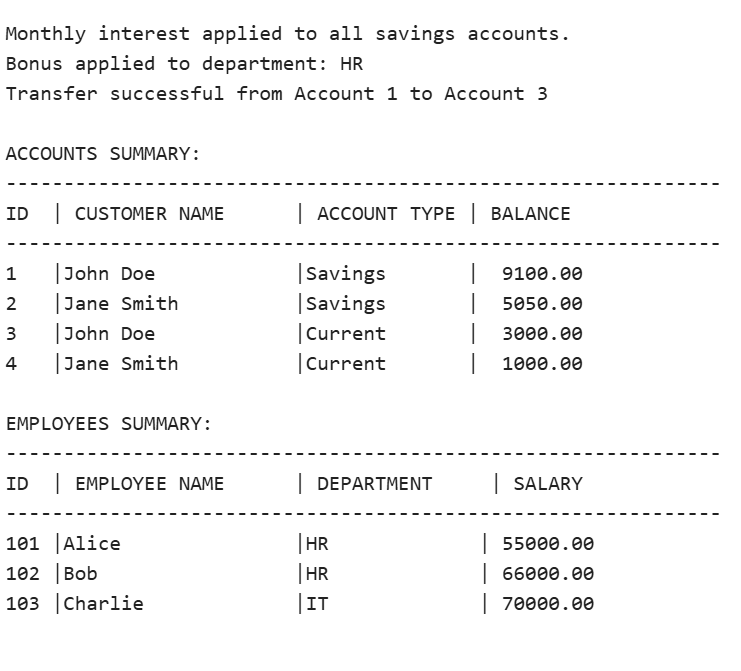 Monthly interest applied to all savings accounts.
Bonus applied to department: HR
Transfer successful from Account 1 to Account 3

ACCOUNTS SUMMARY:
--------------------------------------------------------------
ID  | CUSTOMER NAME      | ACCOUNT TYPE | BALANCE
--------------------------------------------------------------
1   |John Doe            |Savings       |  9100.00
2   |Jane Smith          |Savings       |  5050.00
3   |John Doe            |Current       |  3000.00
4   |Jane Smith          |Current       |  1000.00

EMPLOYEES SUMMARY:
--------------------------------------------------------------
ID  | EMPLOYEE NAME      | DEPARTMENT     | SALARY
--------------------------------------------------------------
101 |Alice               |HR             | 55000.00
102 |Bob                 |HR             | 66000.00
103 |Charlie             |IT             | 70000.00